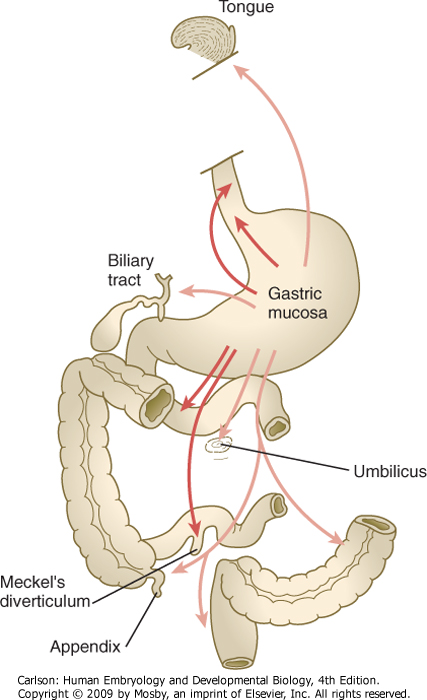 Tongue
Biliary
tract
Gastric
mucosa
Umbilicus
Meckel's
diverticulum
Appendix
Carlson: Human Embryology and Developmental Biology, 4th Edition.
Copyright © 2009 by Mosby, an imprint of Elsevier, Inc. All rights reserved.